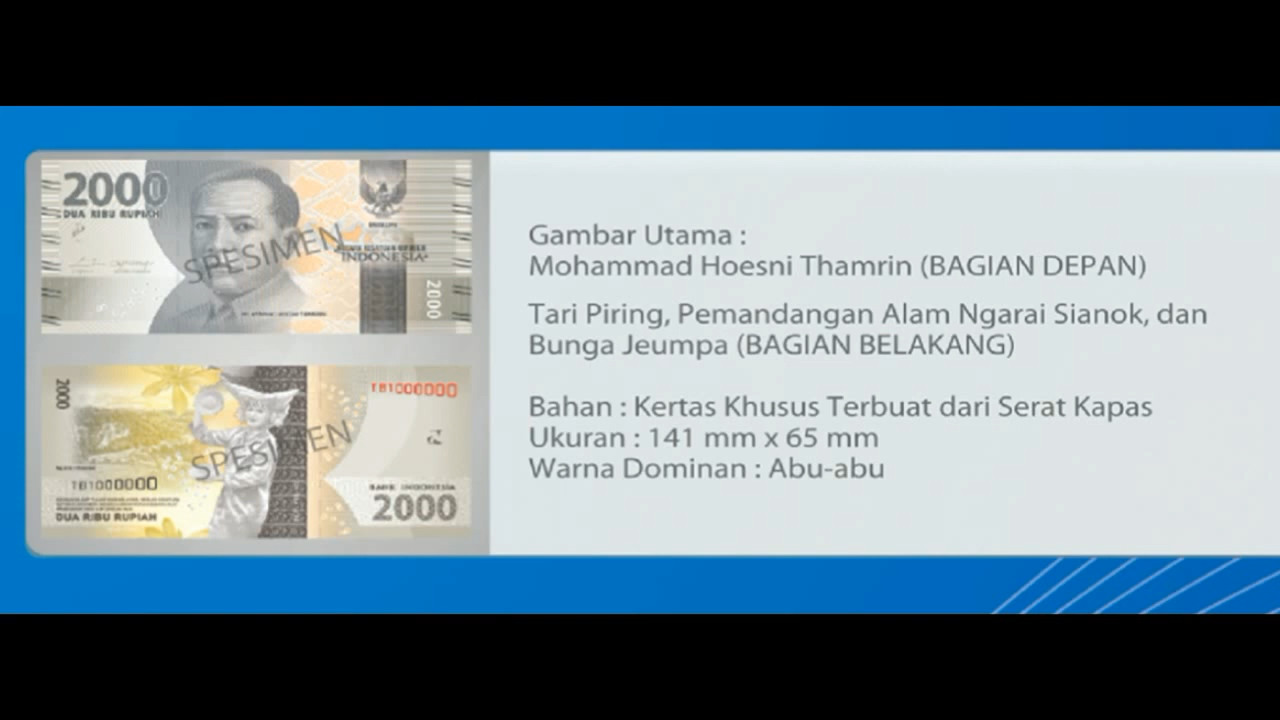 2000
DUA RIBU RUPIAH
SPESIMEN
INDONESIA
2000
2000
TB1000000
SPESIMEN
TB1000000
BANK INDONESIA
DUA RIBU RUPIAH
2000
Gambar Utama :
Mohammad Hoesni Thamrin (BAGIAN DEPAN)
Tari Piring, Pemandangan Alam Ngarai Sianok, dan
Bunga Jeumpa (BAGIAN BELAKANG)
Bahan : Kertas Khusus Terbuat dari Serat Kapas
Ukuran : 141 mm x 65 mm
Warna Dominan : Abu-abu